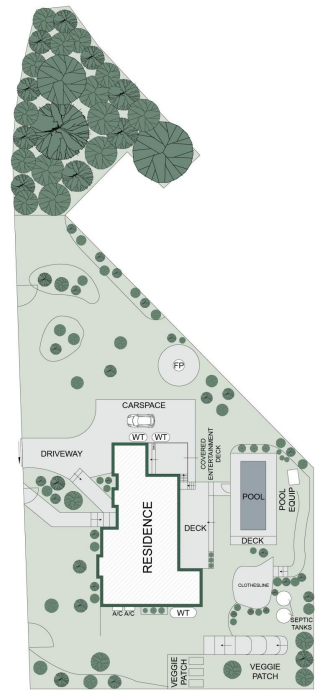 FP
CARSPACE
WT
WT
COVERED
ENTERTAINMENT
DECK
DRIVEWAY
RESIDENCE
DECK
POOL
POOL
EQUIP
DECK
CLOTHESLINE
A/C A/C
WT
SEPTIC
TANKS
VEGGIE
PATCH
VEGGIE
PATCH